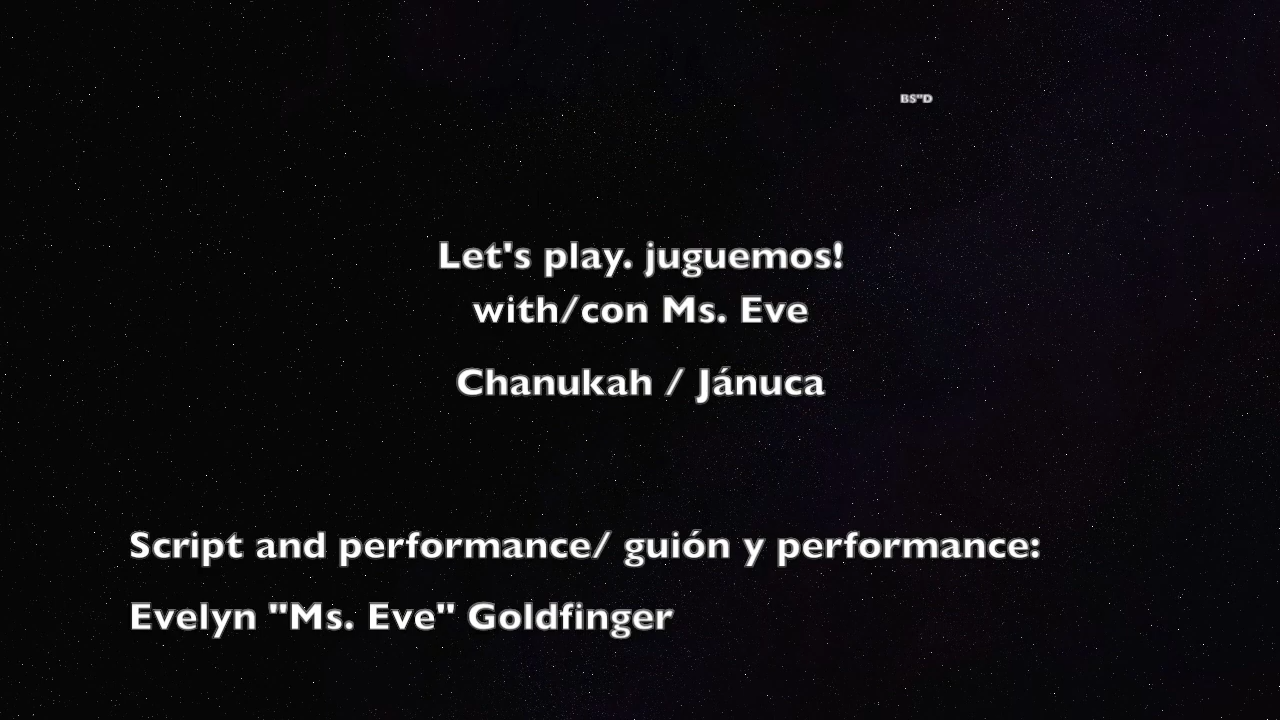 BS"D
Let's play. juguemos!
with/con Ms. Eve
Chanukah / Jánuca
Script and performance/ guión y performance:
Evelyn "Ms. Eve" Goldfinger